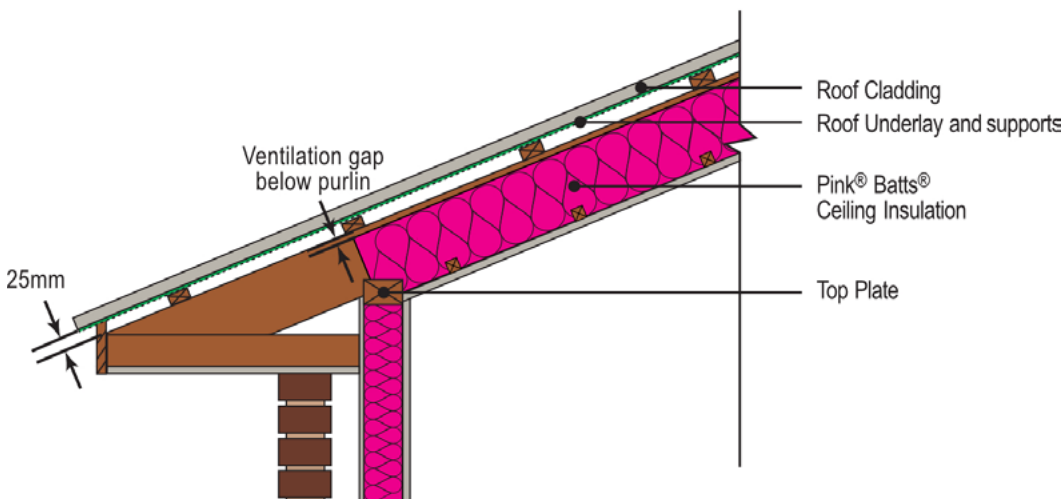 Roof Cladding
Roof Underlay and supports
Ventilation gap
below purlin
Pink® Batts®
Ceiling Insulation
25mm
Top Plate